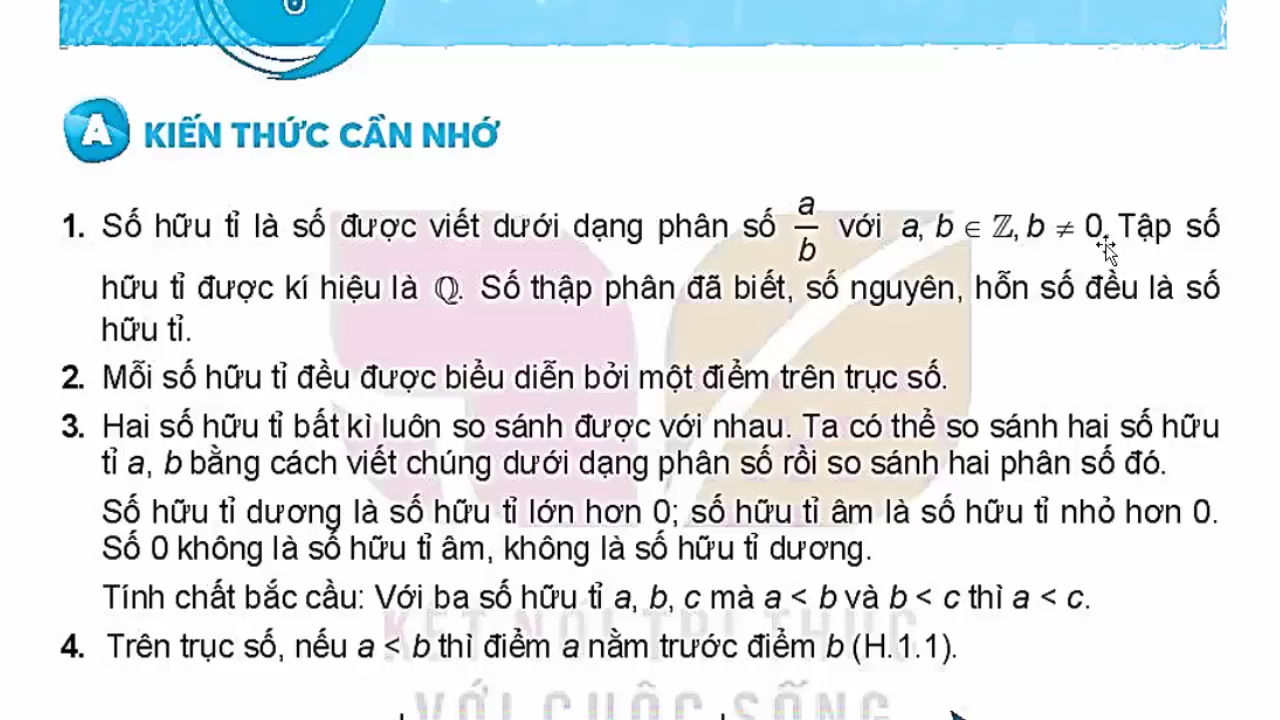 A KIẾN THỨC CẦN NHỚ
1. Số hữu tỉ là số được viết dưới dạng phân số a/b với a, b ∈ ℤ, b ≠ 0. Tập số
hữu tỉ được kí hiệu là ℚ. Số thập phân đã biết, số nguyên, hỗn số đều là số
hữu tỉ.
2. Mỗi số hữu tỉ đều được biểu diễn bởi một điểm trên trục số.
3. Hai số hữu tỉ bất kì luôn so sánh được với nhau. Ta có thể so sánh hai số hữu
tỉ a, b bằng cách viết chúng dưới dạng phân số rồi so sánh hai phân số đó.
Số hữu tỉ dương là số hữu tỉ lớn hơn 0; số hữu tỉ âm là số hữu tỉ nhỏ hơn 0.
Số 0 không là số hữu tỉ âm, không là số hữu tỉ dương.
Tính chất bắc cầu: Với ba số hữu tỉ a, b, c mà a < b và b < c thì a < c.
KẾT NỐI TRI THỨC
4. Trên trục số, nếu a < b thì điểm a nằm trước điểm b (H.1.1).
VỚI CUỘC SỐNG